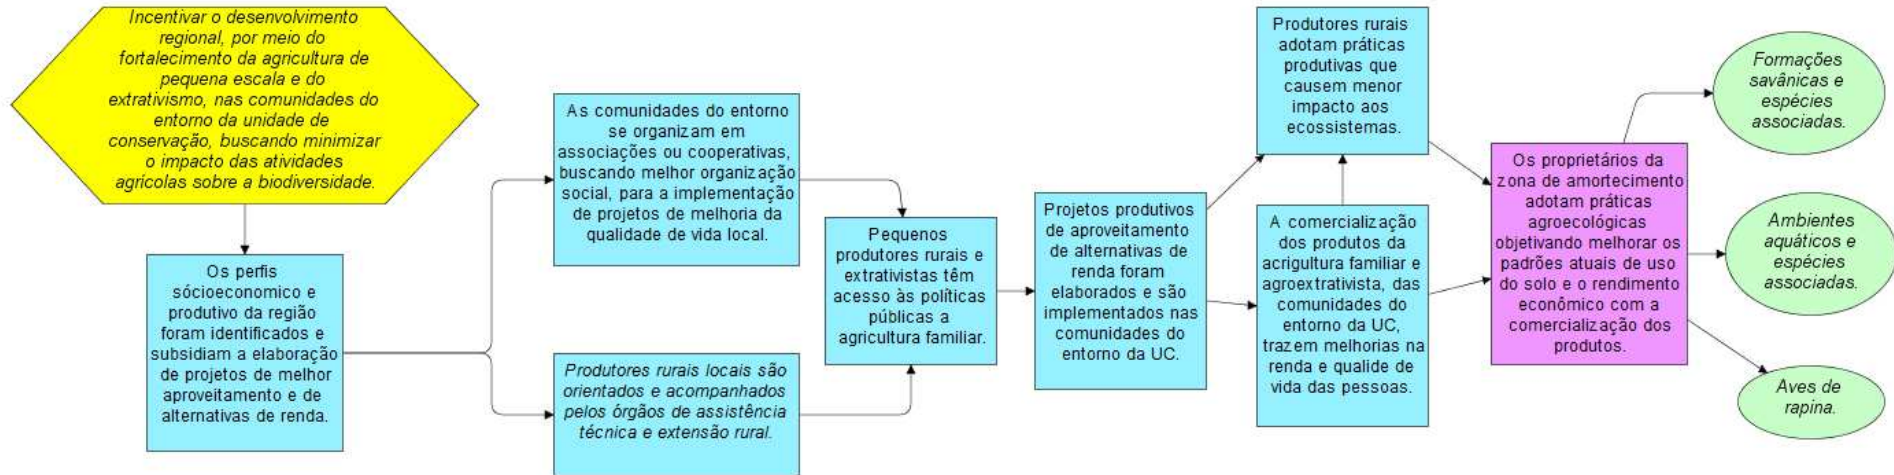 Incentivar o desenvolvimento
regional, por meio do
fortalecimento da agricultura de
pequena escala e do
extrativismo, nas comunidades do
entorno da unidade de
conservação, buscando minimizar
o impacto das atividades
agrícolas sobre a biodiversidade.
Os perfis
sócioeconomico e
produtivo da região
foram identificados e
subsidiam a elaboração
de projetos de melhor
aproveitamento e de
alternativas de renda.
As comunidades do entorno
se organizam em
associações ou cooperativas,
buscando melhor organização
social, para a implementação
de projetos de melhoria da
qualidade de vida local.
Produtores rurais locais são
orientados e acompanhados
pelos órgãos de assistência
técnica e extensão rural.
Pequenos
produtores rurais e
extrativistas têm
acesso às políticas
públicas a
agricultura familiar.
Projetos produtivos
de aproveitamento
de alternativas de
renda foram
elaborados e são
implementados nas
comunidades do
entorno da UC.
Produtores rurais
adotam práticas
produtivas que
causem menor
impacto aos
ecossistemas.
A comercialização
dos produtos da
acrigultura familiar e
agroextrativista, das
comunidades do
entorno da UC,
trazem melhorias na
renda e qualide de
vida das pessoas.
Os proprietários da
zona de amortecimento
adotam práticas
agroecológicas
objetivando melhorar os
padrões atuais de uso
do solo e o rendimento
econômico com a
comercialização dos
produtos.
Formações
savânicas e
espécies
associadas.
Ambientes
aquáticos e
espécies
associadas.
Aves de
rapina.